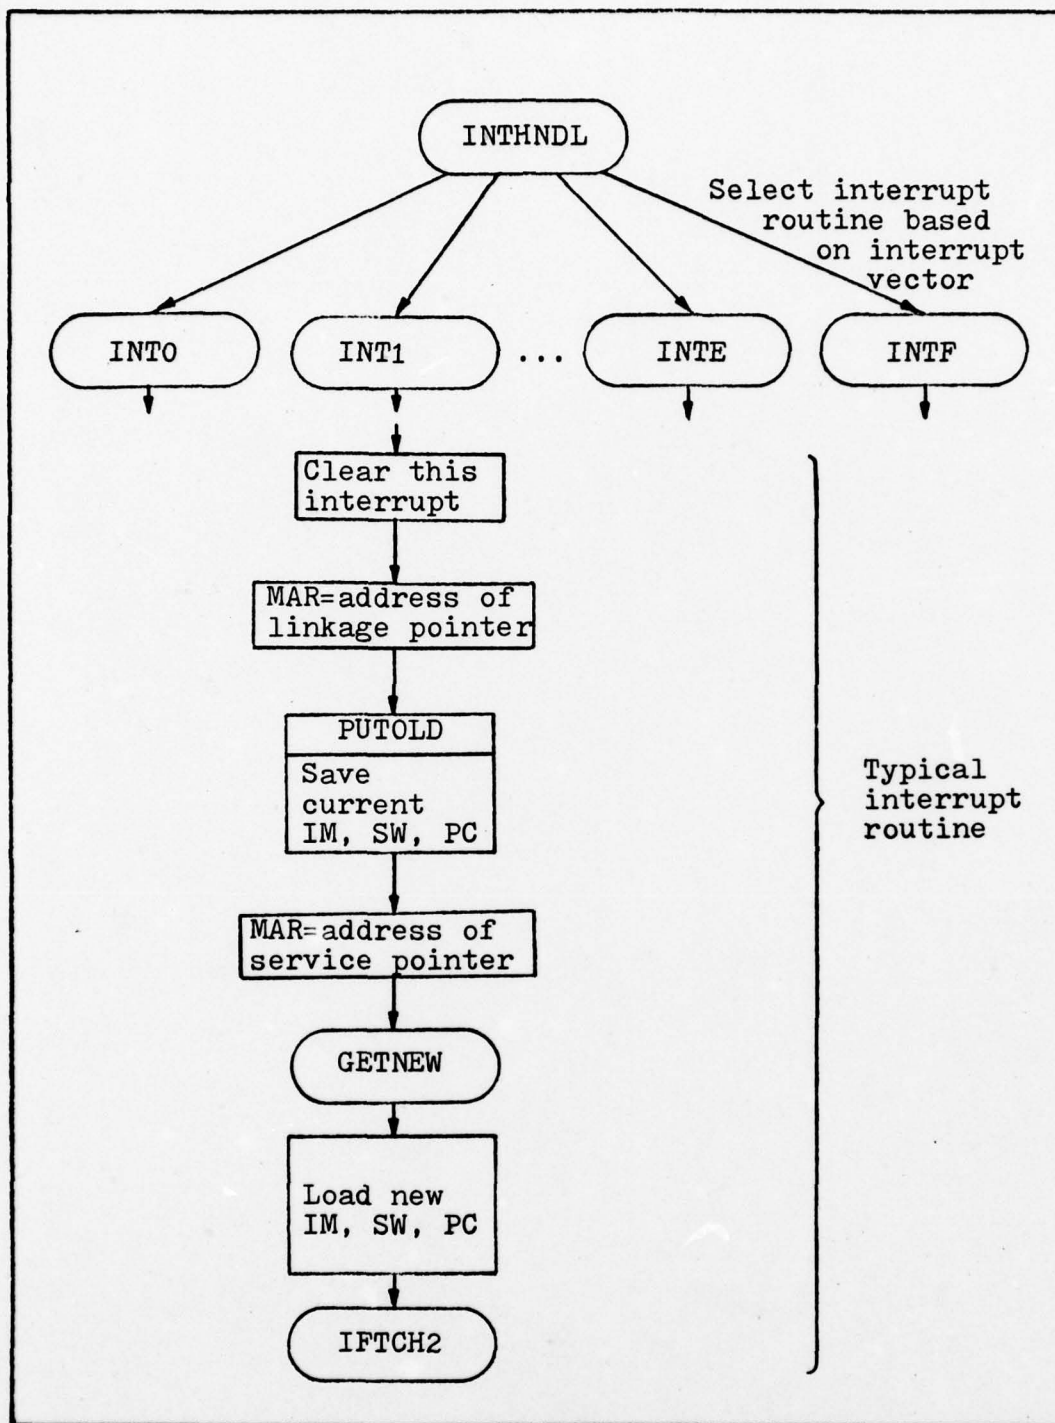 INTHNDL
Select interrupt
routine based
on interrupt
vector
INT0
INT1
...
INTE
INTF
Clear this
interrupt
MAR=address of
linkage pointer
PUTOLD
Save
current
IM, SW, PC
MAR=address of
service pointer
GETNEW
Load new
IM, SW, PC
IFTCH2
Typical
interrupt
routine